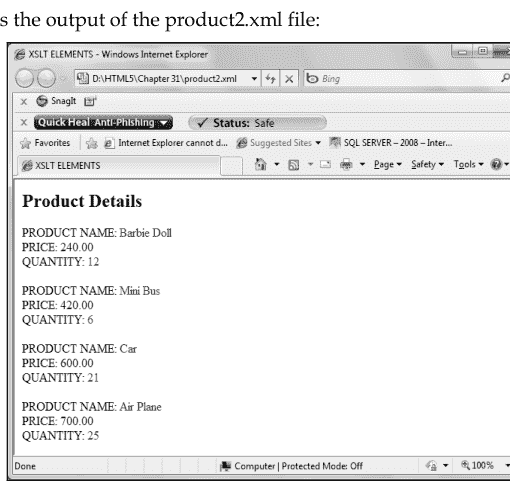 s the output of the product2.xml file:
XSLT ELEMENTS - Windows Internet Explorer
D:\HTML5\Chapter 31\product2.xml
Bing
x SnagIt
x Quick Heal Anti-Phishing Status: Safe
Favorites Internet Explorer cannot d... Suggested Sites SQL SERVER – 2008 – Inter...
XSLT ELEMENTS Page Safety Tools
Product Details
PRODUCT NAME: Barbie Doll
PRICE: 240.00
QUANTITY: 12
PRODUCT NAME: Mini Bus
PRICE: 420.00
QUANTITY: 6
PRODUCT NAME: Car
PRICE: 600.00
QUANTITY: 21
PRODUCT NAME: Air Plane
PRICE: 700.00
QUANTITY: 25
Done Computer | Protected Mode: Off 100%